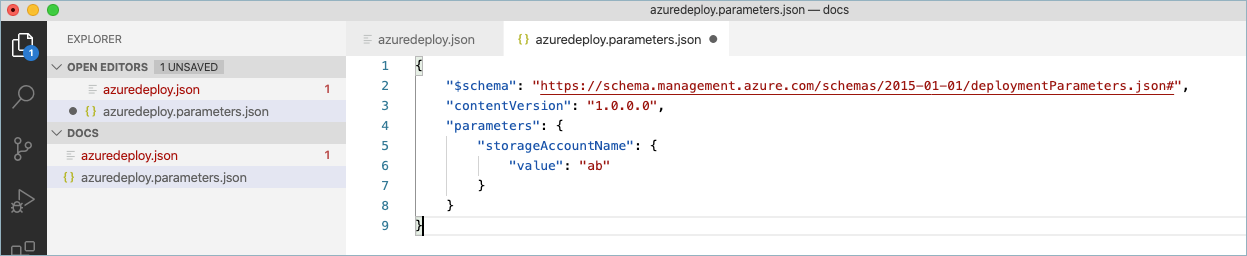 azuredeploy.parameters.json — docs
1
EXPLORER
OPEN EDITORS 1 UNSAVED
azuredeploy.json 1
{} azuredeploy.parameters.json
DOCS
azuredeploy.json 1
{} azuredeploy.parameters.json
azuredeploy.json {} azuredeploy.parameters.json
1 {
2 "$schema": "https://schema.management.azure.com/schemas/2015-01-01/deploymentParameters.json#",
3 "contentVersion": "1.0.0.0",
4 "parameters": {
5 "storageAccountName": {
6 "value": "ab"
7 }
8 }
9 }